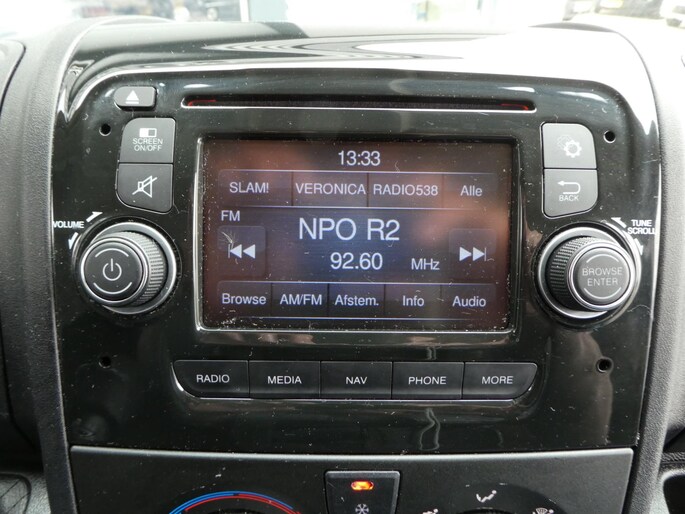 SCREEN
ON/OFF
13:33
SLAM! VERONICA RADIO538 Alle
BACK
VOLUME
FM
NPO R2
92.60 MHz
TUNE
SCROLL
BROWSE
ENTER
Browse AM/FM Afstem. Info Audio
RADIO MEDIA NAV PHONE MORE